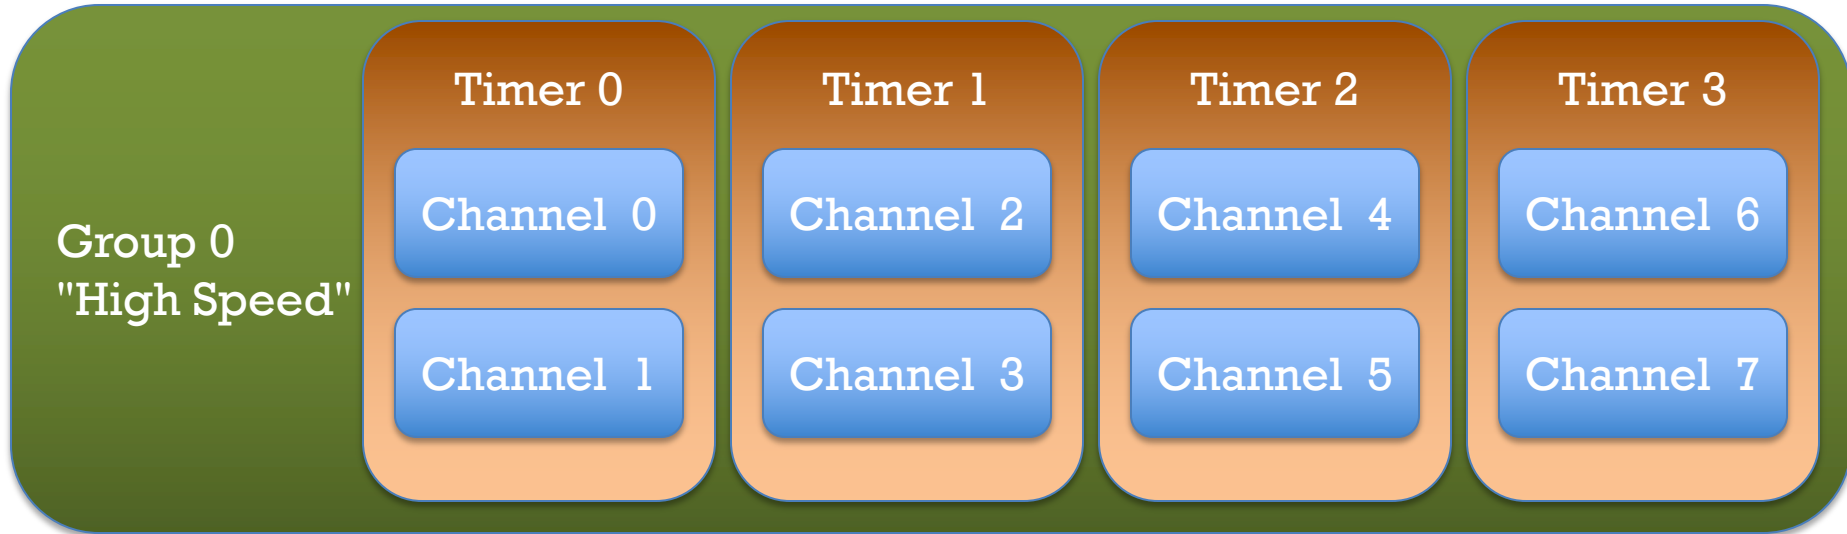 Group 0
"High Speed"
Timer 0
Channel 0
Channel 1
Timer 1
Channel 2
Channel 3
Timer 2
Channel 4
Channel 5
Timer 3
Channel 6
Channel 7